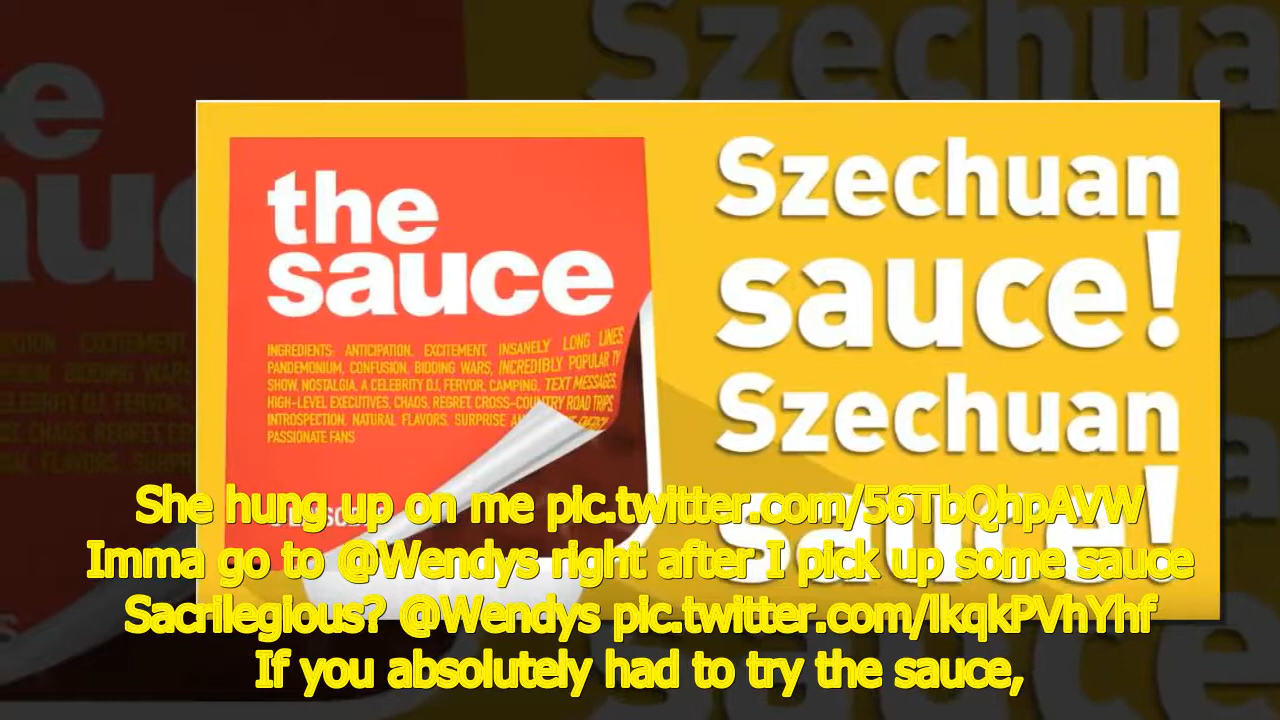 the
sauce
INGREDIENTS: ANTICIPATION, EXCITEMENT, INSANELY LONG LINES,
PANDEMONIUM, CONFUSION, BIDDING WARS, INCREDIBLY POPULAR TV
SHOW, NOSTALGIA, A CELEBRITY DJ, FERVOR, CAMPING, TEXT MESSAGES,
HIGH-LEVEL EXECUTIVES, CHAOS, REGRET, CROSS-COUNTRY ROAD TRIPS,
INTROSPECTION, NATURAL FLAVORS, SURPRISE
PASSIONATE FANS
Szechuan
sauce!
Szechuan
sauce!
She hung up on me pic.twitter.com/56TbQhpAVW
Imma go to @Wendys right after I pick up some sauce
Sacrilegious? @Wendys pic.twitter.com/lkqkPVhYhf
If you absolutely had to try the sauce,